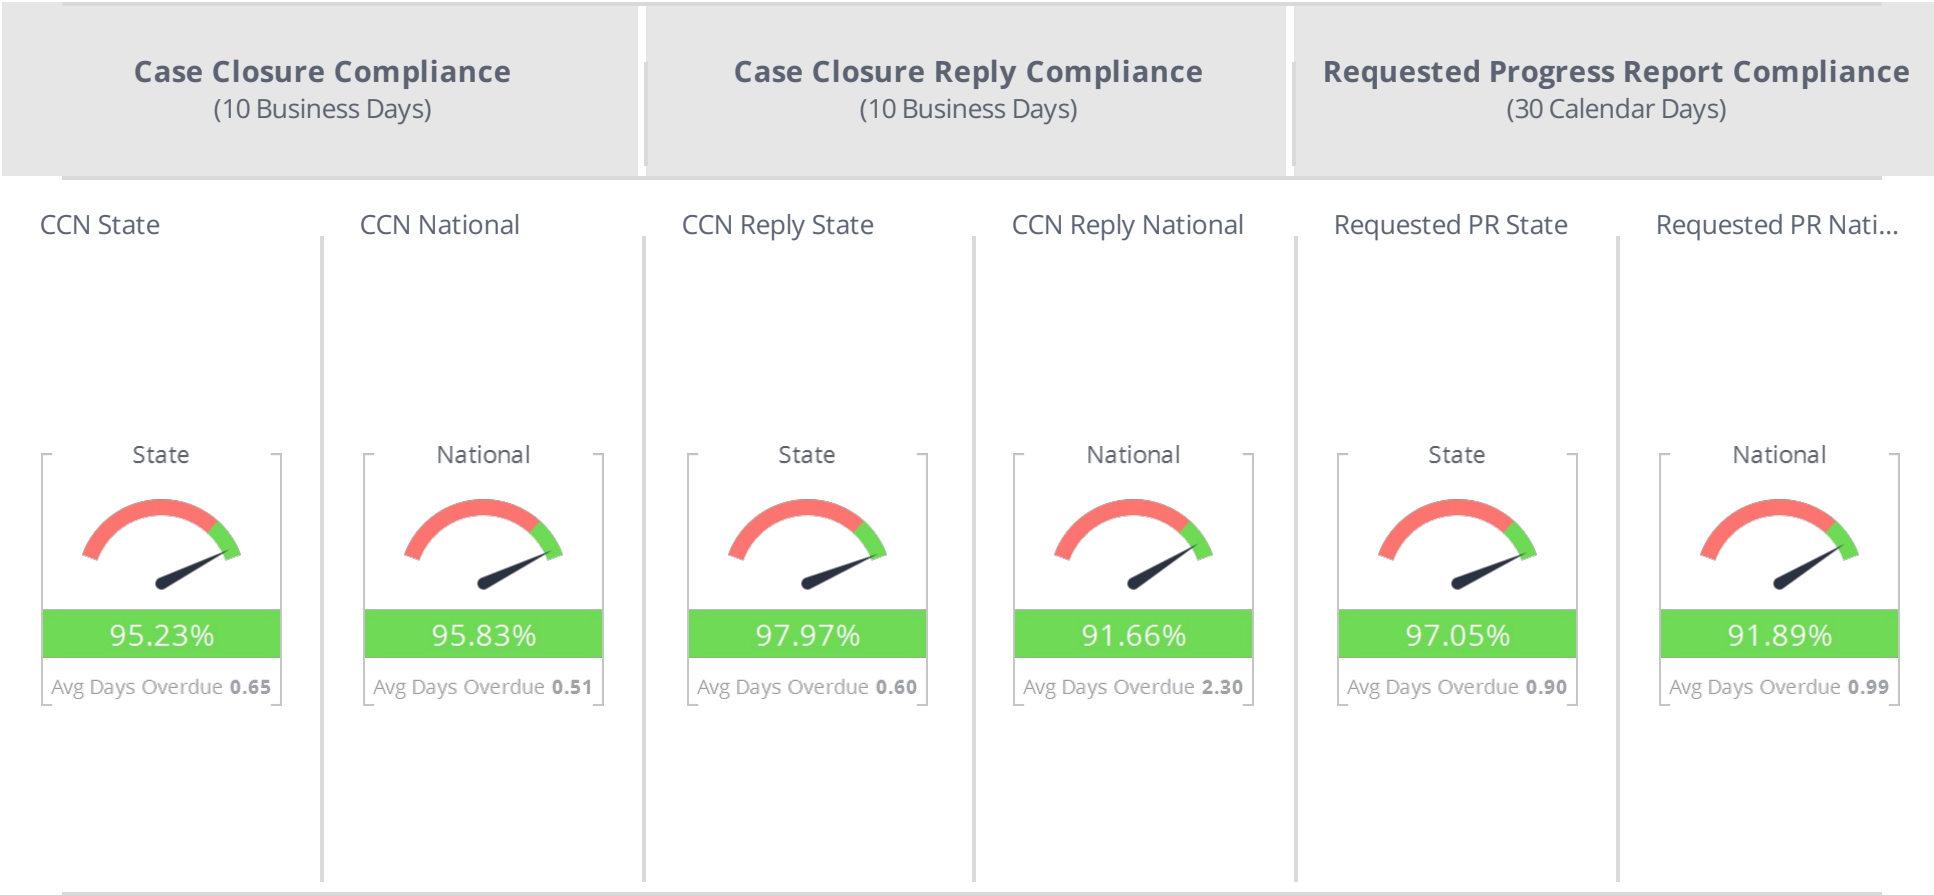 Case Closure Compliance
(10 Business Days)
Case Closure Reply Compliance
(10 Business Days)
Requested Progress Report Compliance
(30 Calendar Days)
CCN State
CCN National
CCN Reply State
CCN Reply National
Requested PR State
Requested PR Nati...
State
95.23%
Avg Days Overdue 0.65
National
95.83%
Avg Days Overdue 0.51
State
97.97%
Avg Days Overdue 0.60
National
91.66%
Avg Days Overdue 2.30
State
97.05%
Avg Days Overdue 0.90
National
91.89%
Avg Days Overdue 0.99